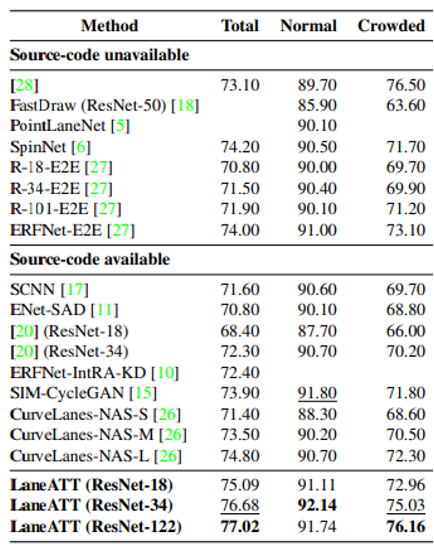 Method Total Normal Crowded
Source-code unavailable
[28] 73.10 89.70 76.50
FastDraw (ResNet-50) [18] 85.90 63.60
PointLaneNet [5] 90.10
SpinNet [6] 74.20 90.50 71.70
R-18-E2E [27] 70.80 90.00 69.70
R-34-E2E [27] 71.50 90.40 69.90
R-101-E2E [27] 71.90 90.10 71.20
ERFNet-E2E [27] 74.00 91.00 73.10
Source-code available
SCNN [17] 71.60 90.60 69.70
ENet-SAD [11] 70.80 90.10 68.80
[20] (ResNet-18) 68.40 87.70 66.00
[20] (ResNet-34) 72.30 90.70 70.20
ERFNet-IntRA-KD [10] 72.40
SIM-CycleGAN [15] 73.90 91.80 71.80
CurveLanes-NAS-S [26] 71.40 88.30 68.60
CurveLanes-NAS-M [26] 73.50 90.20 70.50
CurveLanes-NAS-L [26] 74.80 90.70 72.30
LaneATT (ResNet-18) 75.09 91.11 72.96
LaneATT (ResNet-34) 76.68 92.14 75.03
LaneATT (ResNet-122) 77.02 91.74 76.16